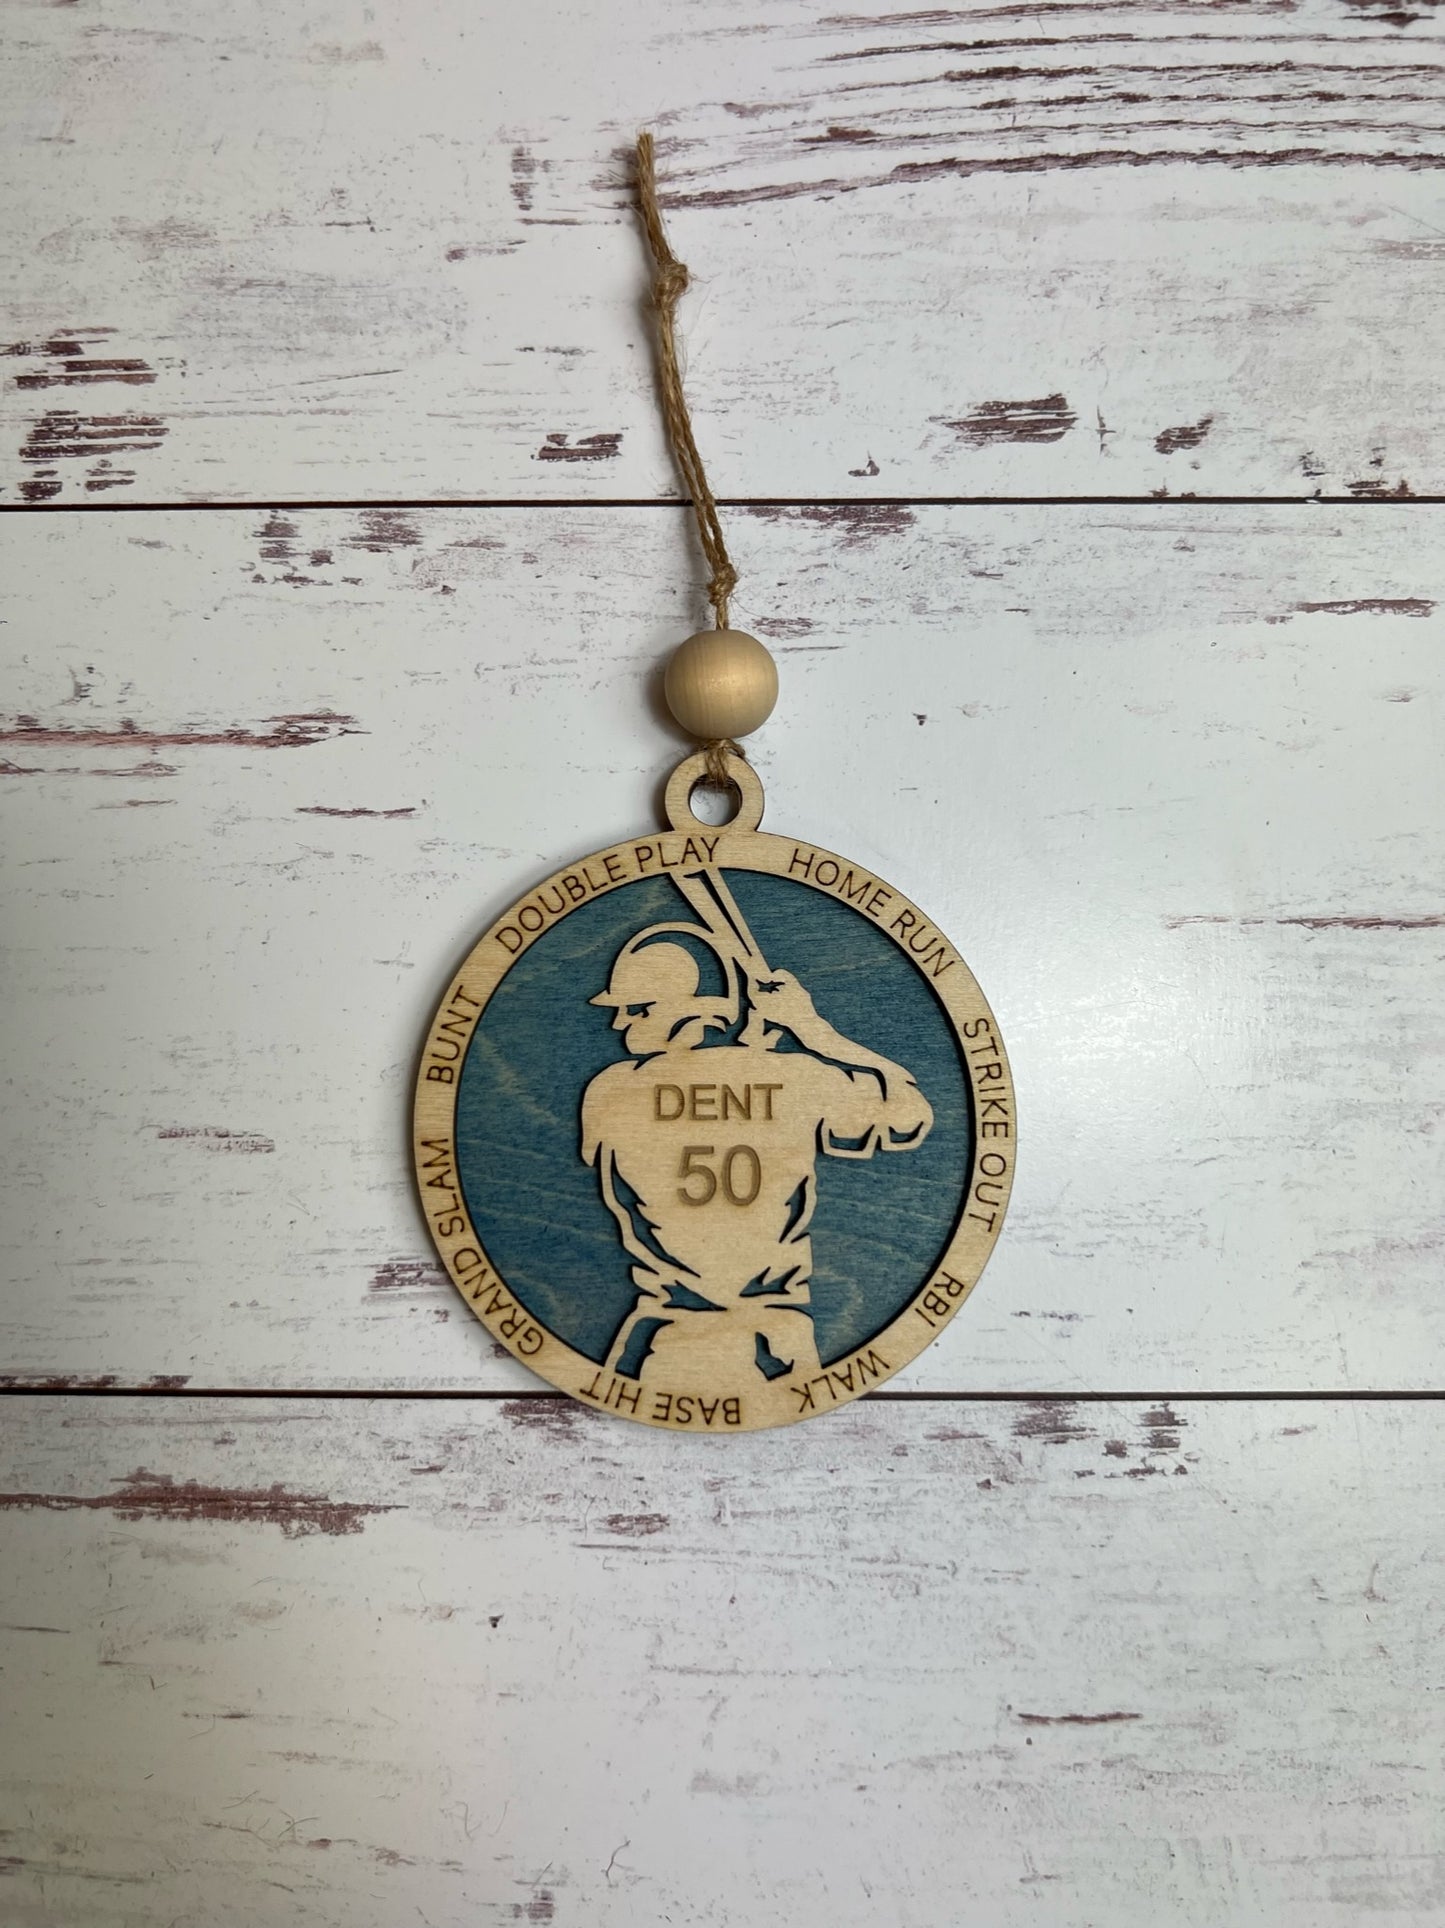 DOUBLE PLAY
HOME RUN
STRIKE OUT
RBI
WALK
BASE HIT
GRAND SLAM
BUNT
DENT
50